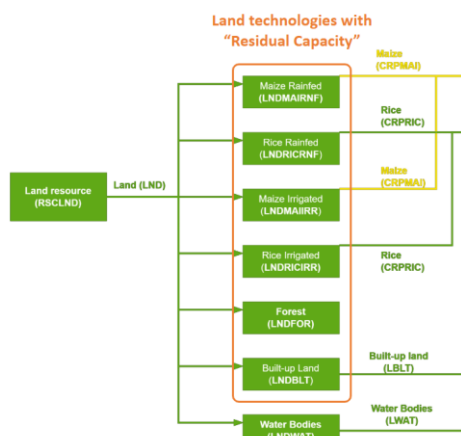 Land technologies with
“Residual Capacity”
Maize
(CRPMAI)
Maize Rainfed
(LNDMAIRNF)
Rice
(CRPRIC)
Rice Rainfed
(LNDRICRNF)
Maize
(CRPMAI)
Land resource
(RSCLND)
Land (LND)
Maize Irrigated
(LNDMAIIRR)
Rice Irrigated
(LNDRICIRR)
Rice
(CRPRIC)
Forest
(LNDFOR)
Built-up land
(LBLT)
Built-up Land
(LNDBLT)
Water Bodies
(LWAT)
Water Bodies
(LNDWAT)